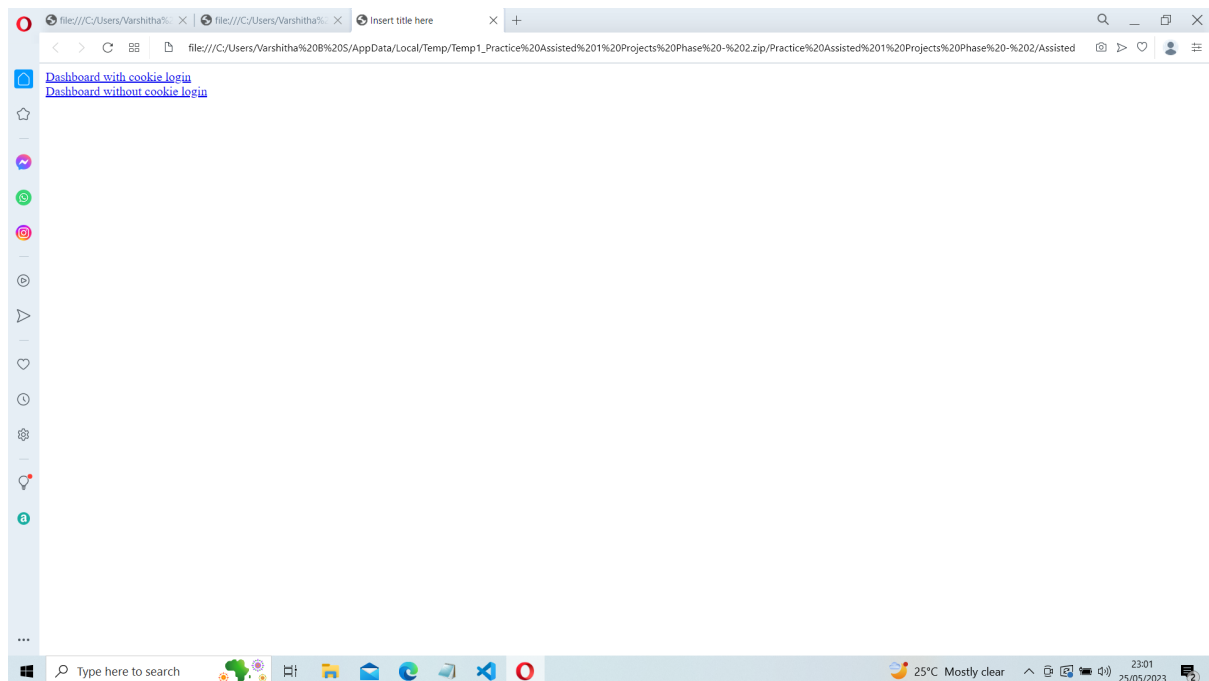 file:///C:/Users/Varshitha%
file:///C:/Users/Varshitha%
Insert title here
file:///C:/Users/Varshitha%20B%20S/AppData/Local/Temp/Temp1_Practice%20Assisted%201%20Projects%20Phase%20-%202.zip/Practice%20Assisted%201%20Projects%20Phase%20-%202/Assisted
Dashboard with cookie login
Dashboard without cookie login
a
Type here to search
25°C Mostly clear
23:01
25/05/2023
2